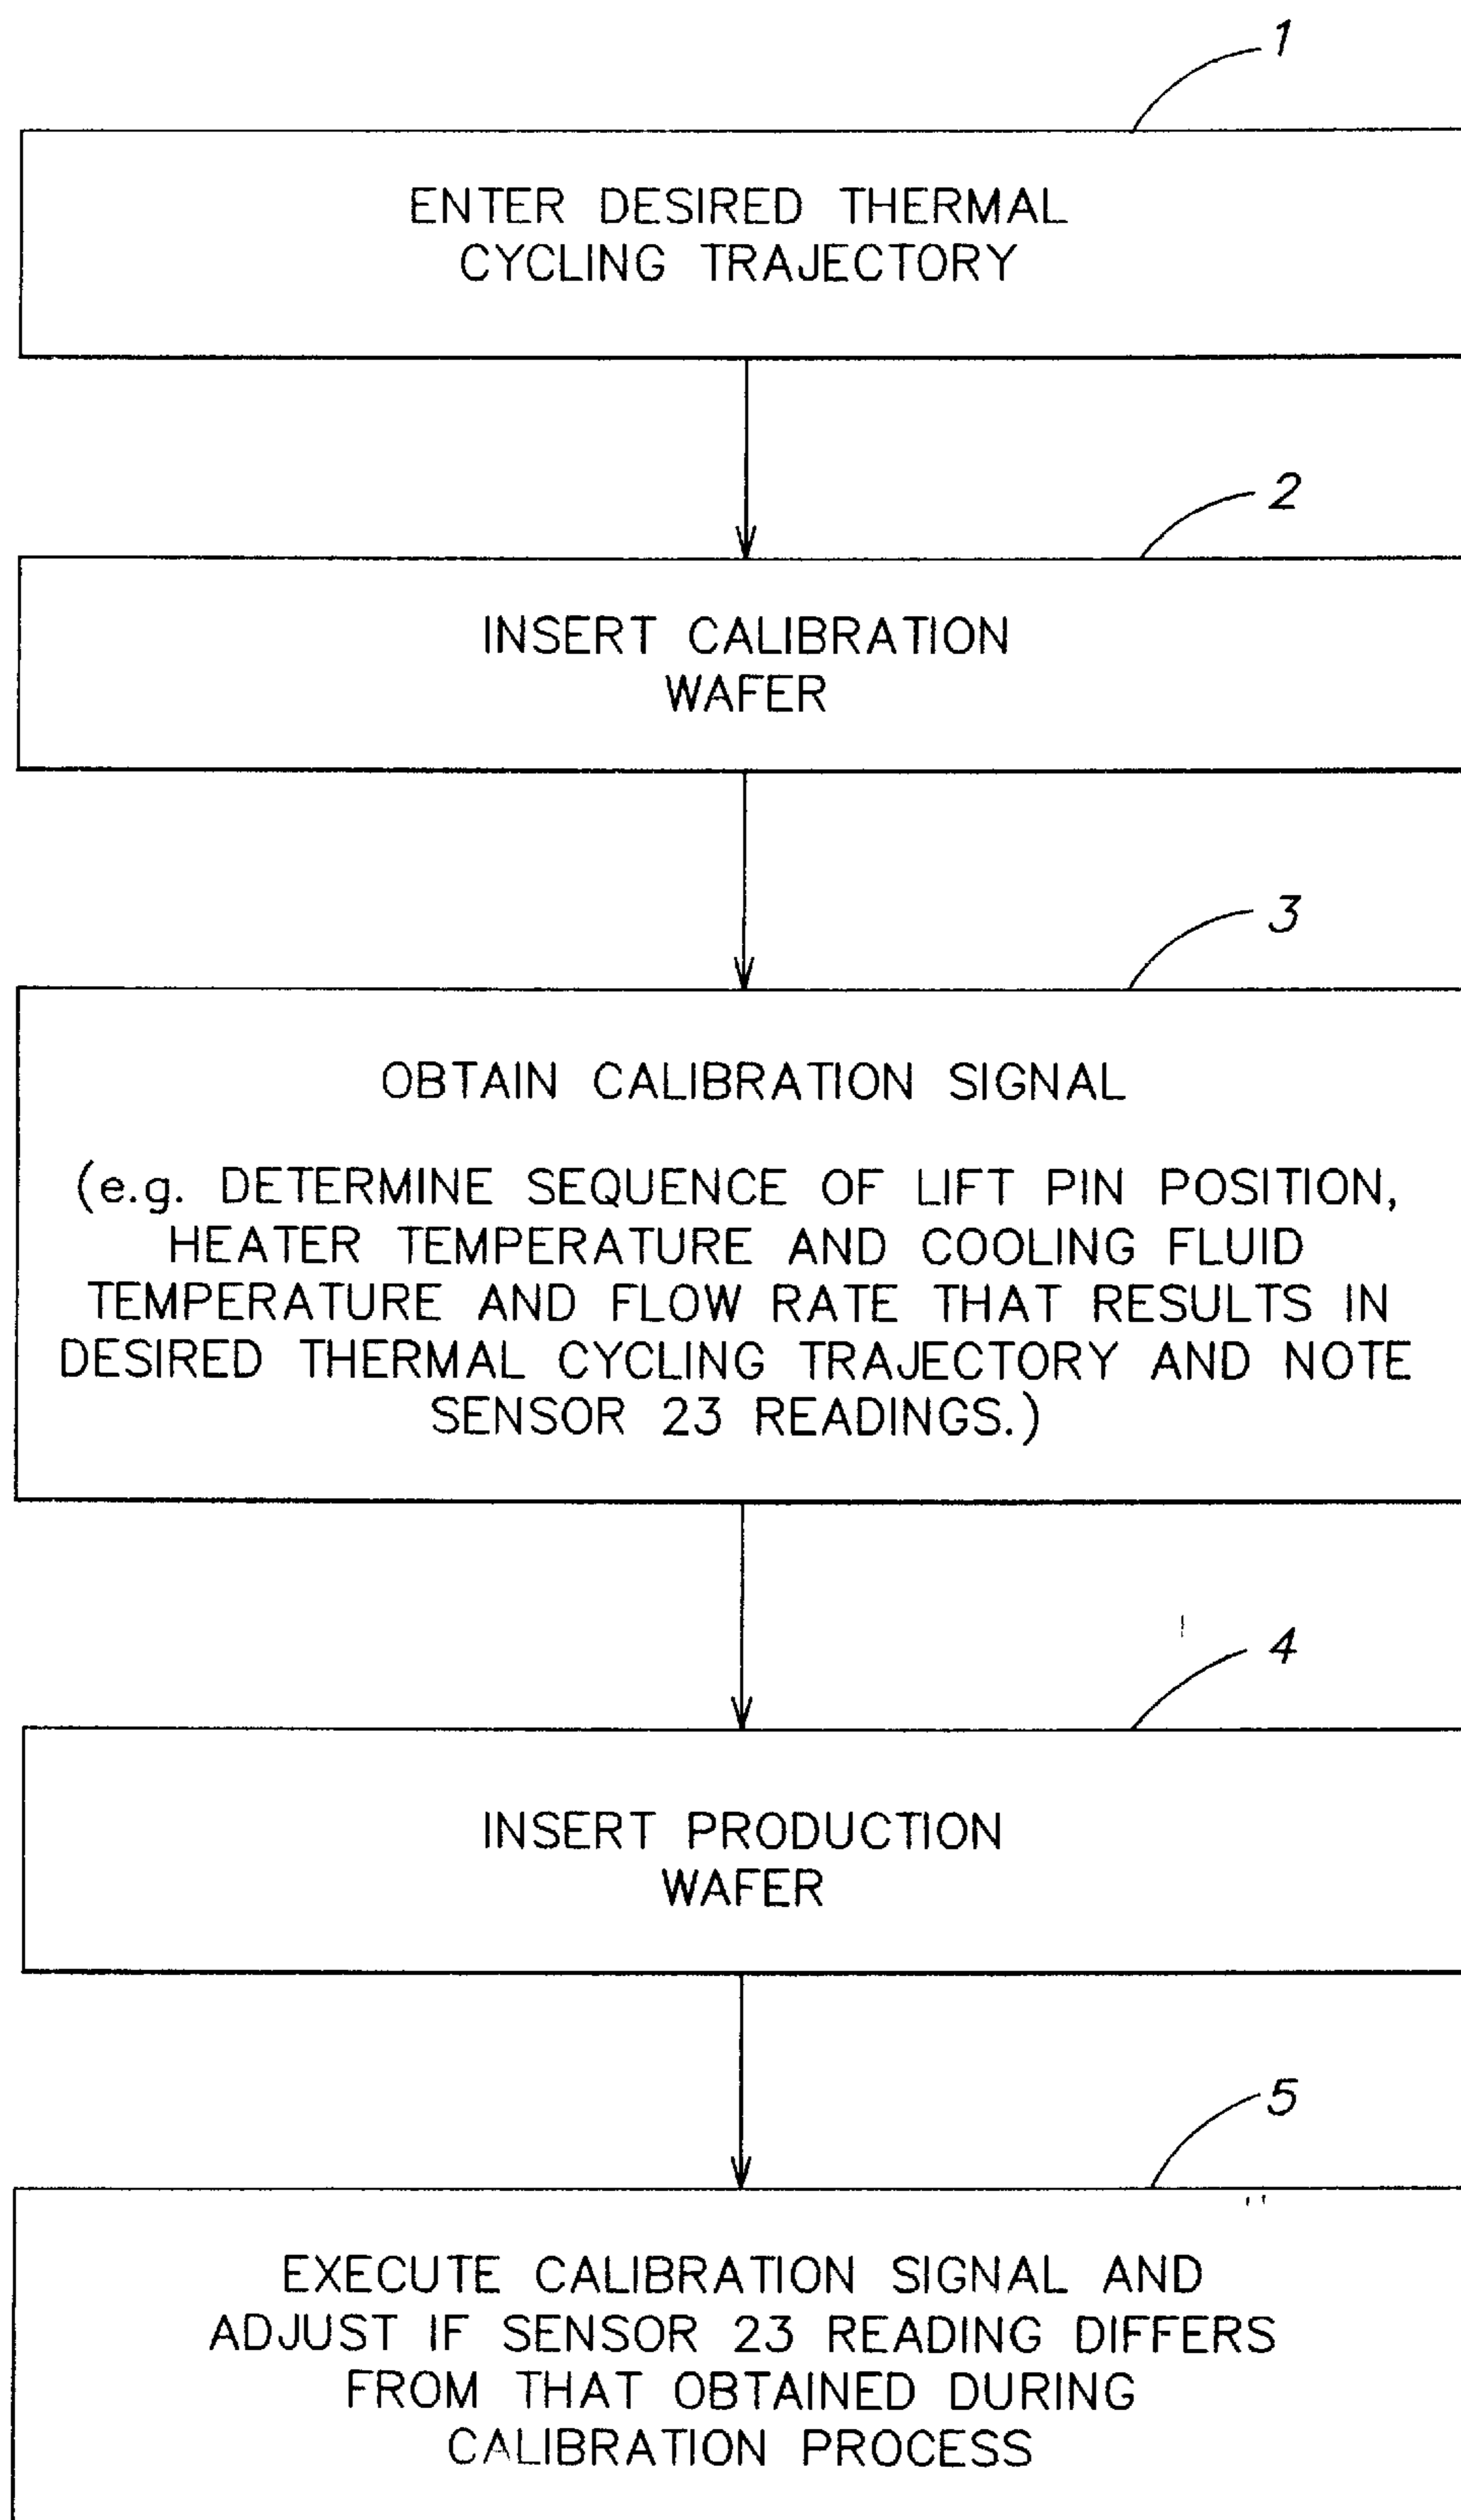 1
ENTER DESIRED THERMAL
CYCLING TRAJECTORY
2
INSERT CALIBRATION
WAFER
3
OBTAIN CALIBRATION SIGNAL
(e.g. DETERMINE SEQUENCE OF LIFT PIN POSITION,
HEATER TEMPERATURE AND COOLING FLUID
TEMPERATURE AND FLOW RATE THAT RESULTS IN
DESIRED THERMAL CYCLING TRAJECTORY AND NOTE
SENSOR 23 READINGS.)
4
INSERT PRODUCTION
WAFER
5
EXECUTE CALIBRATION SIGNAL AND
ADJUST IF SENSOR 23 READING DIFFERS
FROM THAT OBTAINED DURING
CALIBRATION PROCESS